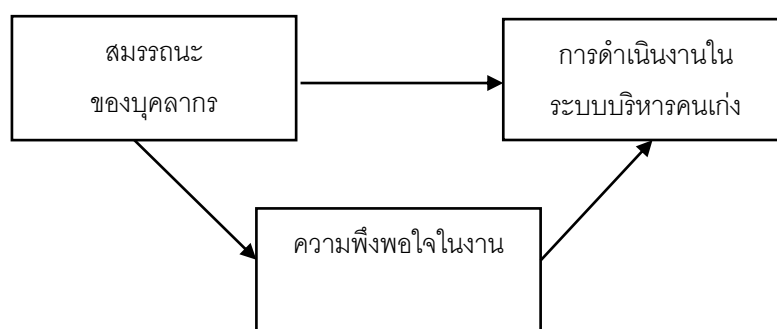 สมรรถนะ
ของบุคลากร
การดำเนินงานใน
ระบบบริหารคนเก่ง
ความพึงพอใจในงาน